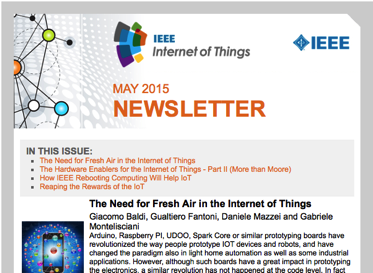 IEEE
Internet of Things
IEEE
MAY 2015
NEWSLETTER
IN THIS ISSUE:
The Need for Fresh Air in the Internet of Things
The Hardware Enablers for the Internet of Things - Part II (More than Moore)
How IEEE Rebooting Computing Will Help IoT
Reaping the Rewards of the IoT
The Need for Fresh Air in the Internet of Things
Giacomo Baldi, Gualtiero Fantoni, Daniele Mazzei and Gabriele
Montelisciani
Arduino, Raspberry PI, UDOO, Spark Core or similar prototyping boards have
revolutionized the way people prototype IOT devices and robots, and have
changed the paradigm also in light home automation as well as some industrial
applications. However, although such boards have a great impact in prototyping
the electronics, a similar revolution has not happened at the code level. In fact